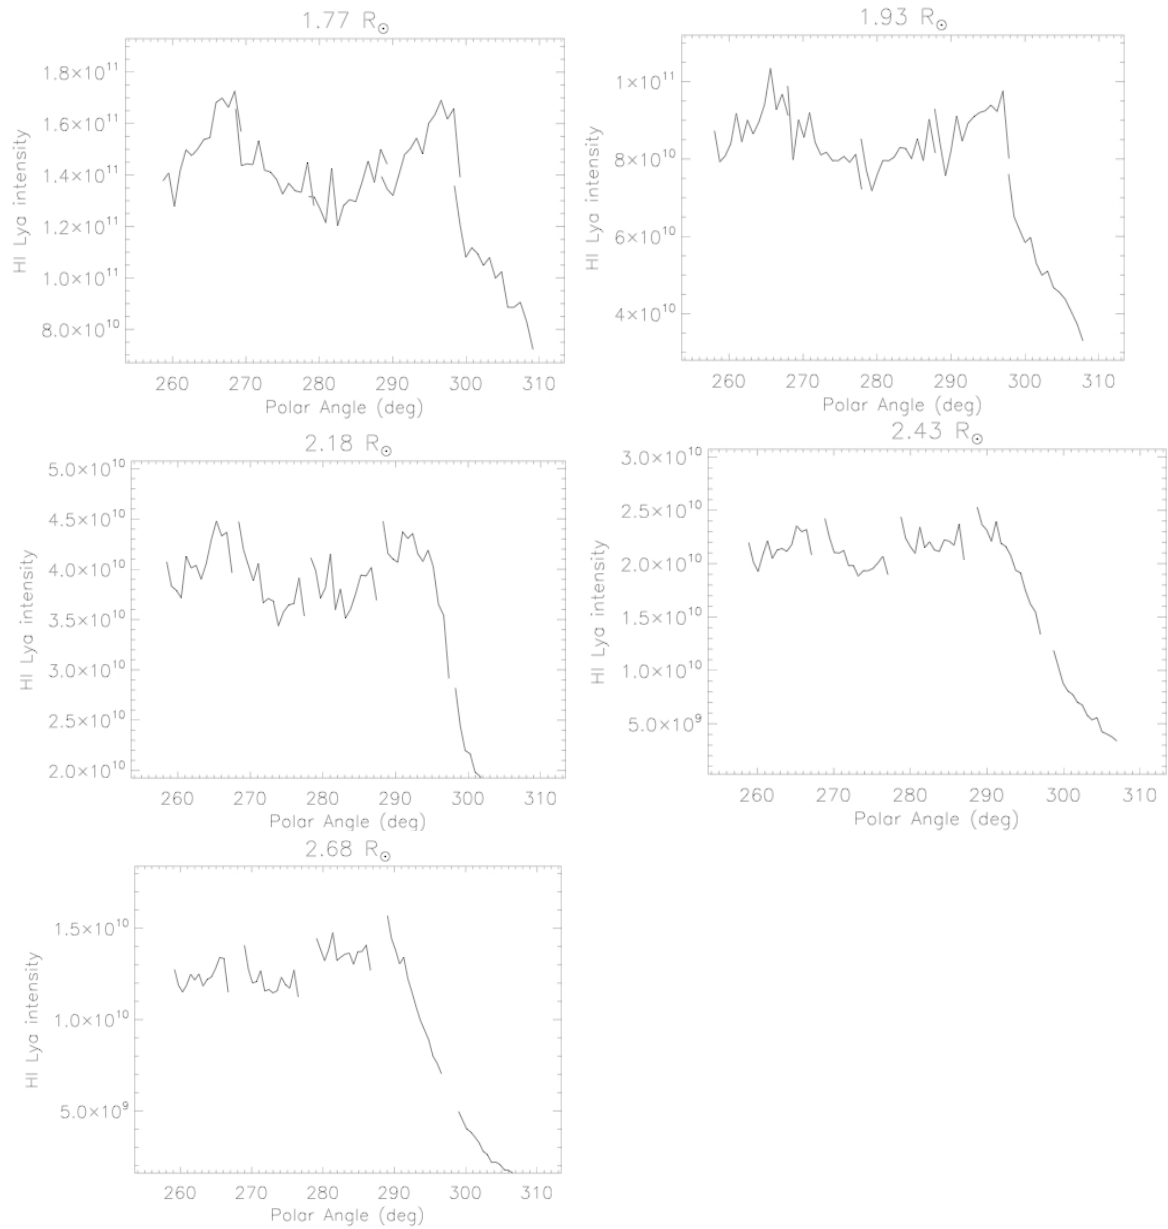 1.77 R☉
HI Lyα intensity
1.8×10¹¹
1.6×10¹¹
1.4×10¹¹
1.2×10¹¹
1.0×10¹¹
8.0×10¹⁰
260 270 280 290 300 310
Polar Angle (deg)
1.93 R☉
HI Lyα intensity
1×10¹¹
8×10¹⁰
6×10¹⁰
4×10¹⁰
260 270 280 290 300 310
Polar Angle (deg)
2.18 R☉
HI Lyα intensity
5.0×10¹⁰
4.5×10¹⁰
4.0×10¹⁰
3.5×10¹⁰
3.0×10¹⁰
2.5×10¹⁰
2.0×10¹⁰
260 270 280 290 300 310
Polar Angle (deg)
2.43 R☉
HI Lyα intensity
3.0×10¹⁰
2.5×10¹⁰
2.0×10¹⁰
1.5×10¹⁰
1.0×10¹⁰
5.0×10⁹
260 270 280 290 300 310
Polar Angle (deg)
2.68 R☉
HI Lyα intensity
1.5×10¹⁰
1.0×10¹⁰
5.0×10⁹
260 270 280 290 300 310
Polar Angle (deg)